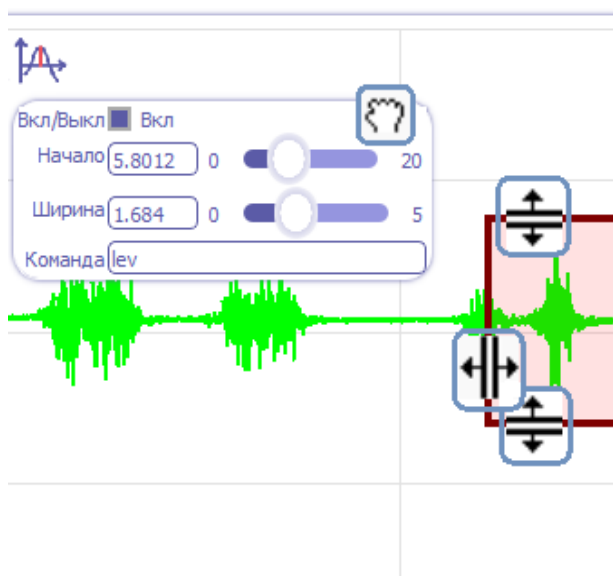 Вкл/Выкл Вкл
Начало 5.8012 0 20
Ширина 1.684 0 5
Команда lev